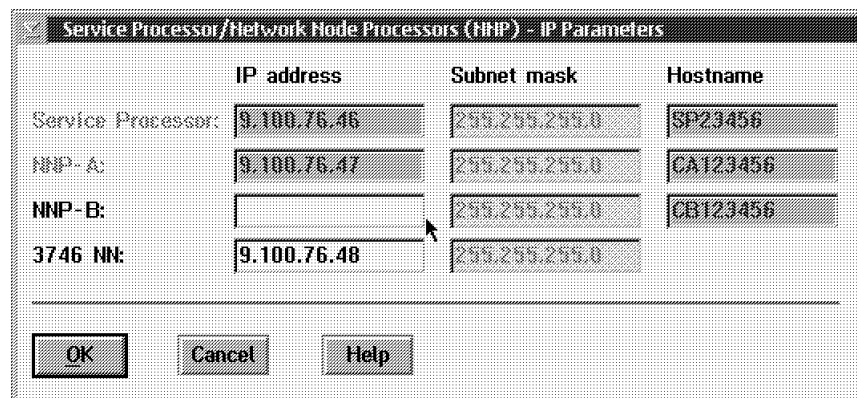 Service Processor/Network Node Processors (NNP) - IP Parameters
IP address Subnet mask Hostname
Service Processor: 9.100.76.46 255.255.255.0 SP23456
NNP-A: 9.100.76.47 255.255.255.0 CA123456
NNP-B: 255.255.255.0 CB123456
3746 NN: 9.100.76.48 255.255.255.0
OK Cancel Help